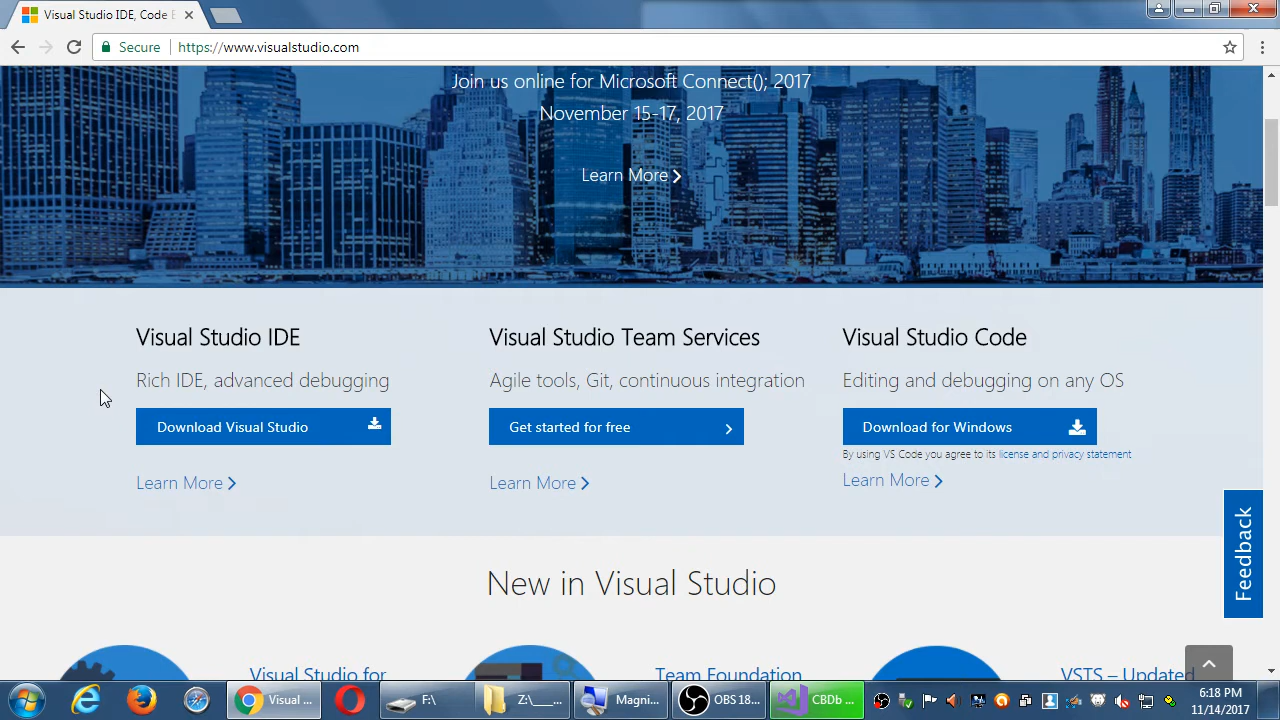 Visual Studio IDE, Code E
Secure
https://www.visualstudio.com
Join us online for Microsoft Connect(); 2017
November 15-17, 2017
Learn More
Visual Studio IDE
Rich IDE, advanced debugging
Download Visual Studio
Learn More
Visual Studio Team Services
Agile tools, Git, continuous integration
Get started for free
Learn More
Visual Studio Code
Editing and debugging on any OS
Download for Windows
By using VS Code you agree to its license and privacy statement
Learn More
Feedback
New in Visual Studio
Visual Studio for
Team Foundation
VSTS – Updated
Visual ...
F:\
Z:\___...
Magni...
OBS 18...
CBDb ...
6:18 PM
11/14/2017